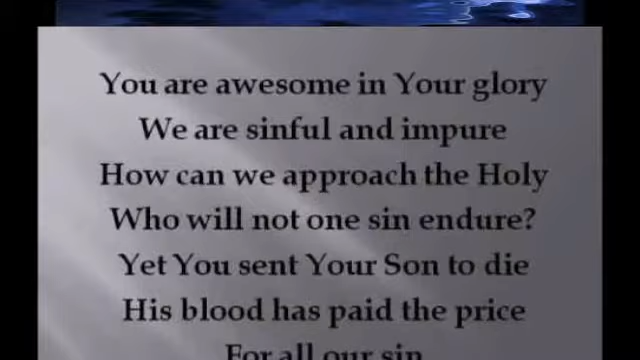 You are awesome in Your glory
We are sinful and impure
How can we approach the Holy
Who will not one sin endure?
Yet You sent Your Son to die
His blood has paid the price
For all our sin